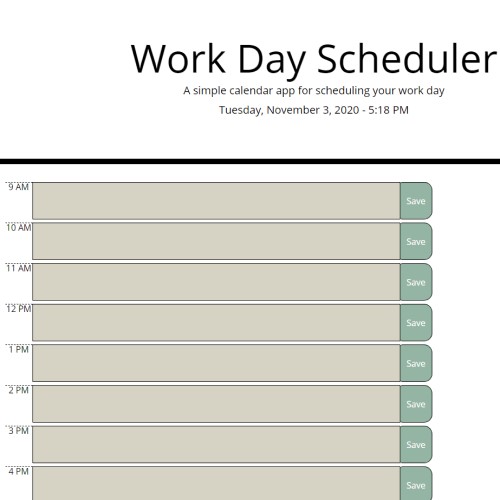 Work Day Scheduler
A simple calendar app for scheduling your work day
Tuesday, November 3, 2020 - 5:18 PM
9 AM
Save
10 AM
Save
11 AM
Save
12 PM
Save
1 PM
Save
2 PM
Save
3 PM
Save
4 PM
Save